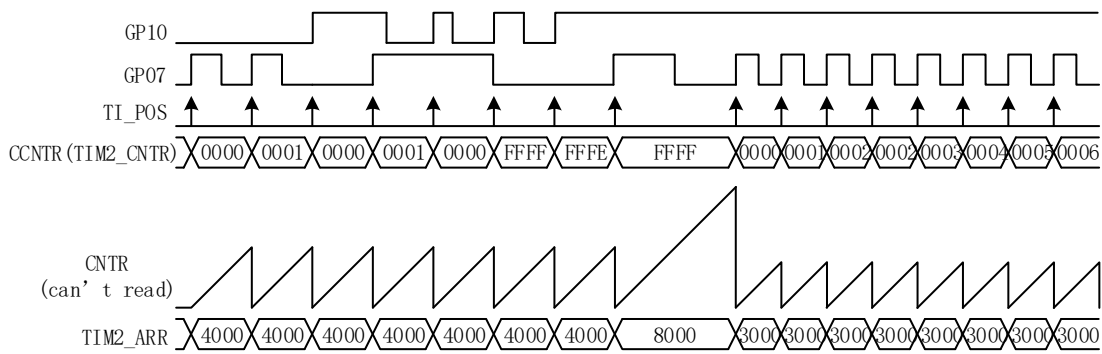 GP10
GP07
TI_POS
CCNTR(TIM2_CNTR) 0000 0001 0000 0001 0000 FFFF FFFE FFFF 0000 0001 0002 0002 0003 0004 0005 0006
CNTR
(can't read)
TIM2_ARR 4000 4000 4000 4000 4000 4000 4000 8000 3000 3000 3000 3000 3000 3000 3000 3000